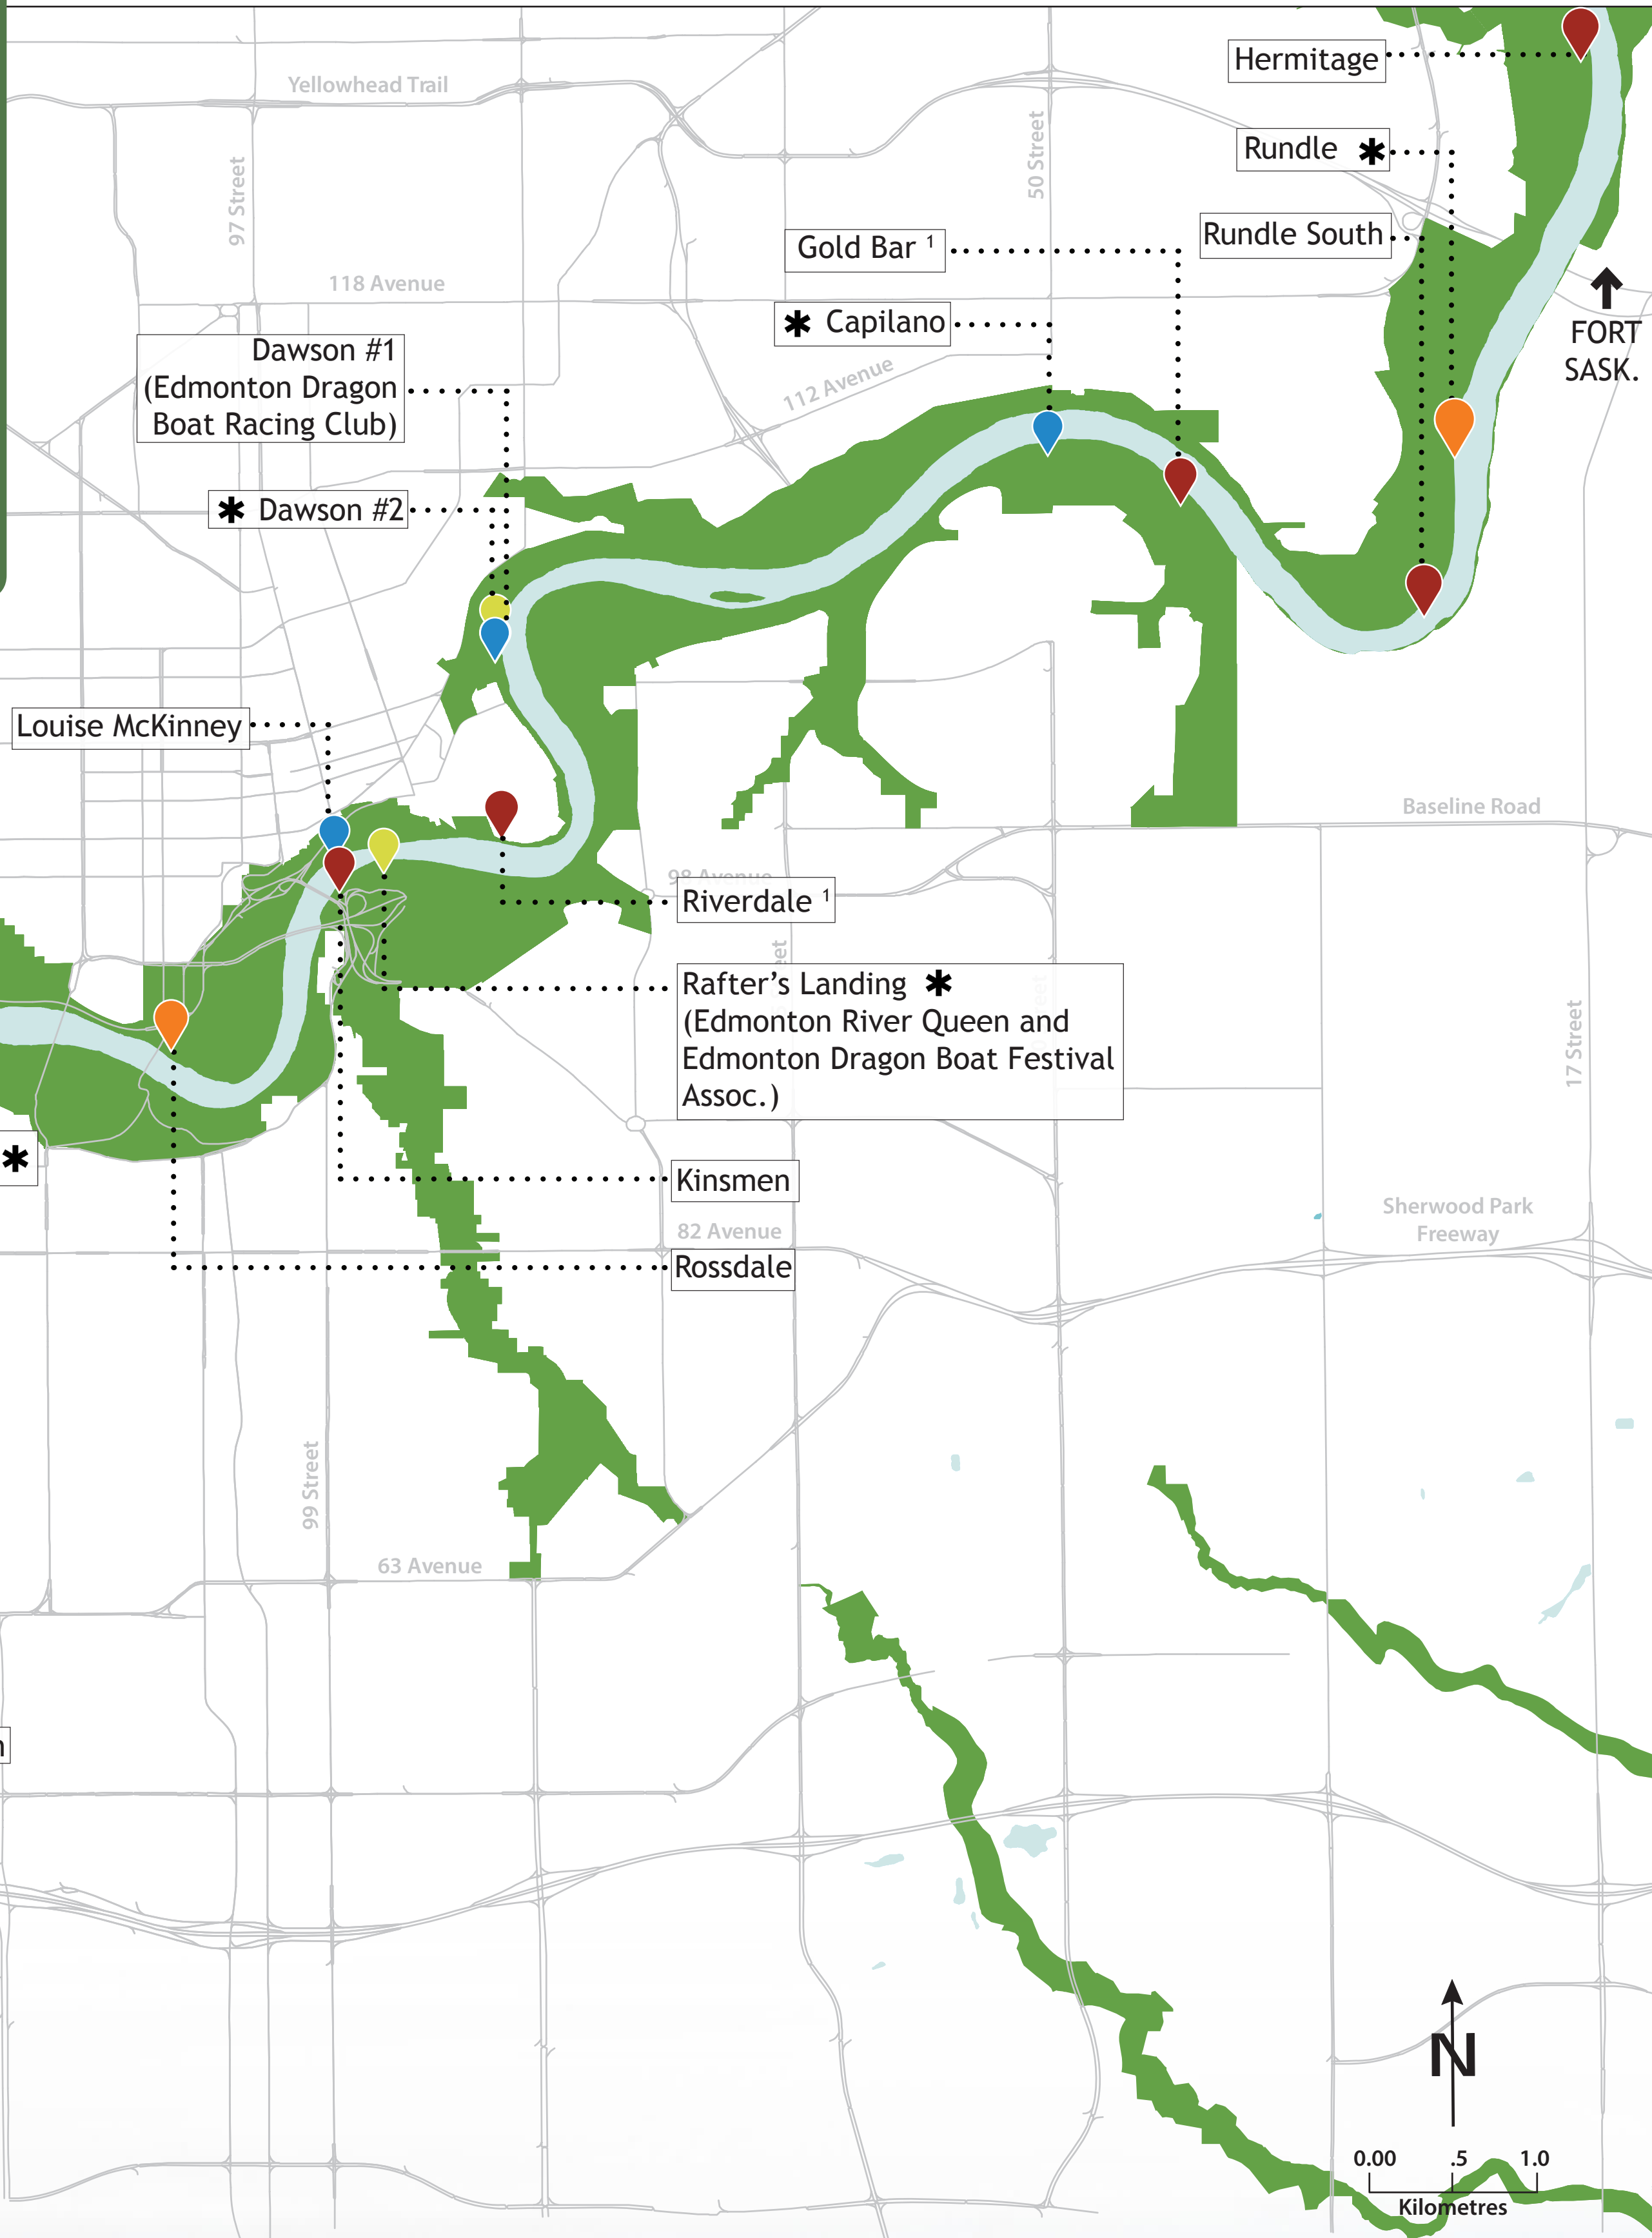 Hermitage
Yellowhead Trail
50 Street
Rundle *
97 Street
Rundle South
Gold Bar 1
118 Avenue
* Capilano
FORT
SASK.
Dawson #1
(Edmonton Dragon
Boat Racing Club)
112 Avenue
* Dawson #2
Louise McKinney
Baseline Road
98 Avenue
Riverdale 1
Rafter's Landing *
(Edmonton River Queen and
Edmonton Dragon Boat Festival
Assoc.)
17 Street
*
Kinsmen
Sherwood Park
Freeway
82 Avenue
Rossdale
99 Street
63 Avenue
N
0.00 .5 1.0
Kilometres